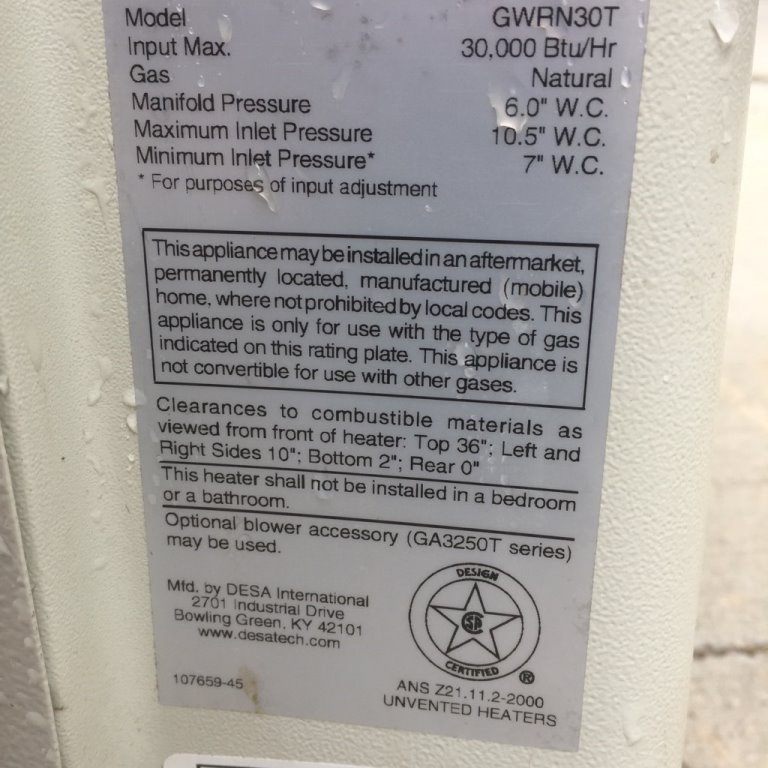 Model GWRN30T
Input Max. 30,000 Btu/Hr
Gas Natural
Manifold Pressure 6.0" W.C.
Maximum Inlet Pressure 10.5" W.C.
Minimum Inlet Pressure* 7" W.C.
* For purposes of input adjustment
This appliance may be installed in an aftermarket,
permanently located, manufactured (mobile)
home, where not prohibited by local codes. This
appliance is only for use with the type of gas
indicated on this rating plate. This appliance is
not convertible for use with other gases.
Clearances to combustible materials as
viewed from front of heater: Top 36"; Left and
Right Sides 10"; Bottom 2"; Rear 0"
This heater shall not be installed in a bedroom
or a bathroom.
Optional blower accessory (GA3250T series)
may be used.
Mfd. by DESA International
2701 Industrial Drive
Bowling Green, KY 42101
www.desatech.com
107659-45
DESIGN
SP
CERTIFIED
®
ANS Z21.11.2-2000
UNVENTED HEATERS